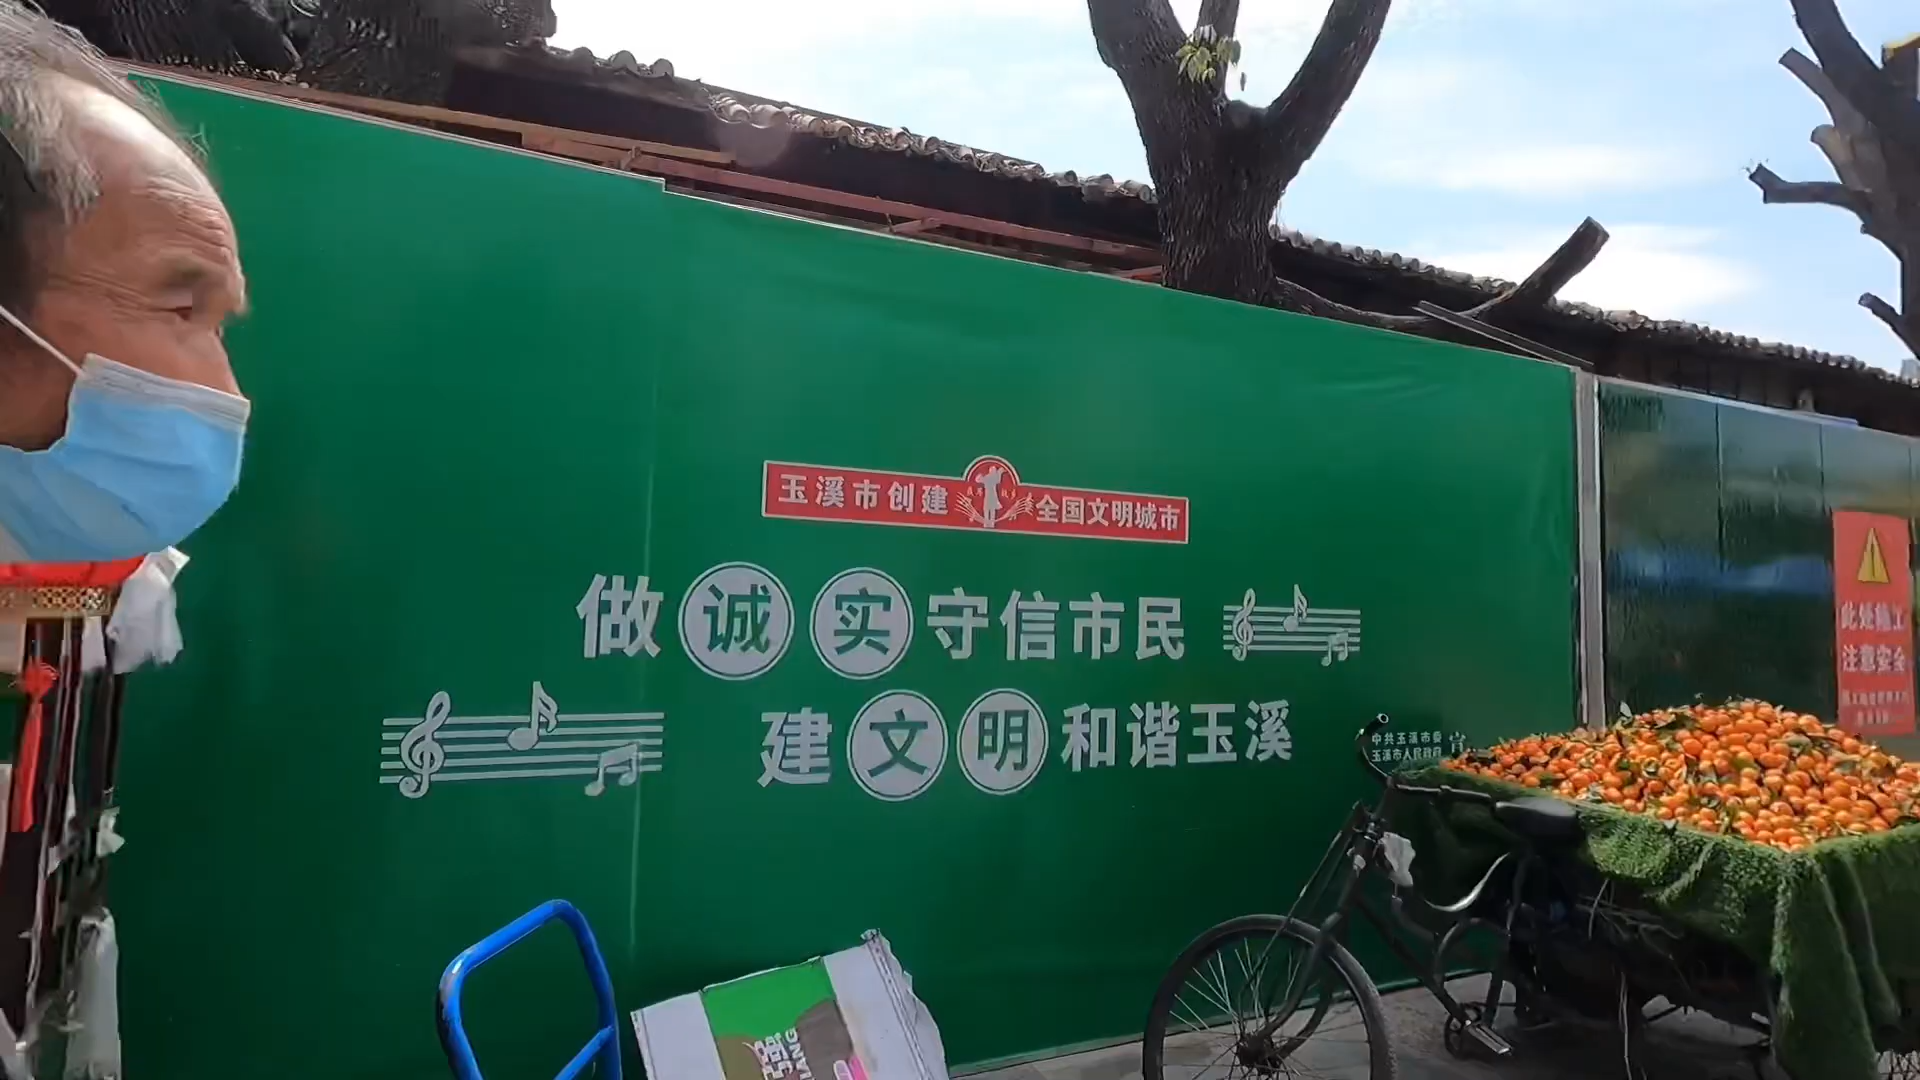 玉溪市创建 全国文明城市
做诚实守信市民
建文明和谐玉溪
中共玉溪市委
玉溪市人民政府 宣
此处施工
注意安全